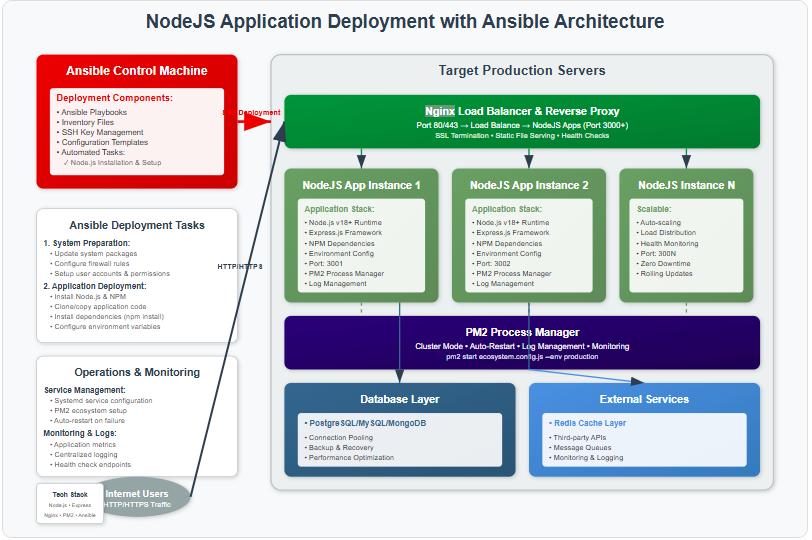 NodeJS Application Deployment with Ansible Architecture
Ansible Control Machine
Deployment Components:
• Ansible Playbooks
• Inventory Files
• SSH Key Management
• Configuration Templates
• Automated Tasks:
✓ Node.js Installation & Setup
Deployment
Ansible Deployment Tasks
1. System Preparation:
• Update system packages
• Configure firewall rules
• Setup user accounts & permissions
2. Application Deployment:
• Install Node.js & NPM
• Clone/copy application code
• Install dependencies (npm install)
• Configure environment variables
HTTP/HTTPS
Operations & Monitoring
Service Management:
• Systemd service configuration
• PM2 ecosystem setup
• Auto-restart on failure
Monitoring & Logs:
• Application metrics
• Centralized logging
• Health check endpoints
Tech Stack
Node.js • Express
Nginx • PM2 • Ansible
Internet Users
HTTP/HTTPS Traffic
Target Production Servers
Nginx Load Balancer & Reverse Proxy
Port 80/443 → Load Balance → NodeJS Apps (Port 3000+)
SSL Termination • Static File Serving • Health Checks
NodeJS App Instance 1
Application Stack:
• Node.js v18+ Runtime
• Express.js Framework
• NPM Dependencies
• Environment Config
• Port: 3001
• PM2 Process Manager
• Log Management
NodeJS App Instance 2
Application Stack:
• Node.js v18+ Runtime
• Express.js Framework
• NPM Dependencies
• Environment Config
• Port: 3002
• PM2 Process Manager
• Log Management
NodeJS Instance N
Scalable:
• Auto-scaling
• Load Distribution
• Health Monitoring
• Port: 300N
• Zero Downtime
• Rolling Updates
PM2 Process Manager
Cluster Mode • Auto-Restart • Log Management • Monitoring
pm2 start ecosystem.config.js --env production
Database Layer
• PostgreSQL/MySQL/MongoDB
• Connection Pooling
• Backup & Recovery
• Performance Optimization
External Services
• Redis Cache Layer
• Third-party APIs
• Message Queues
• Monitoring & Logging